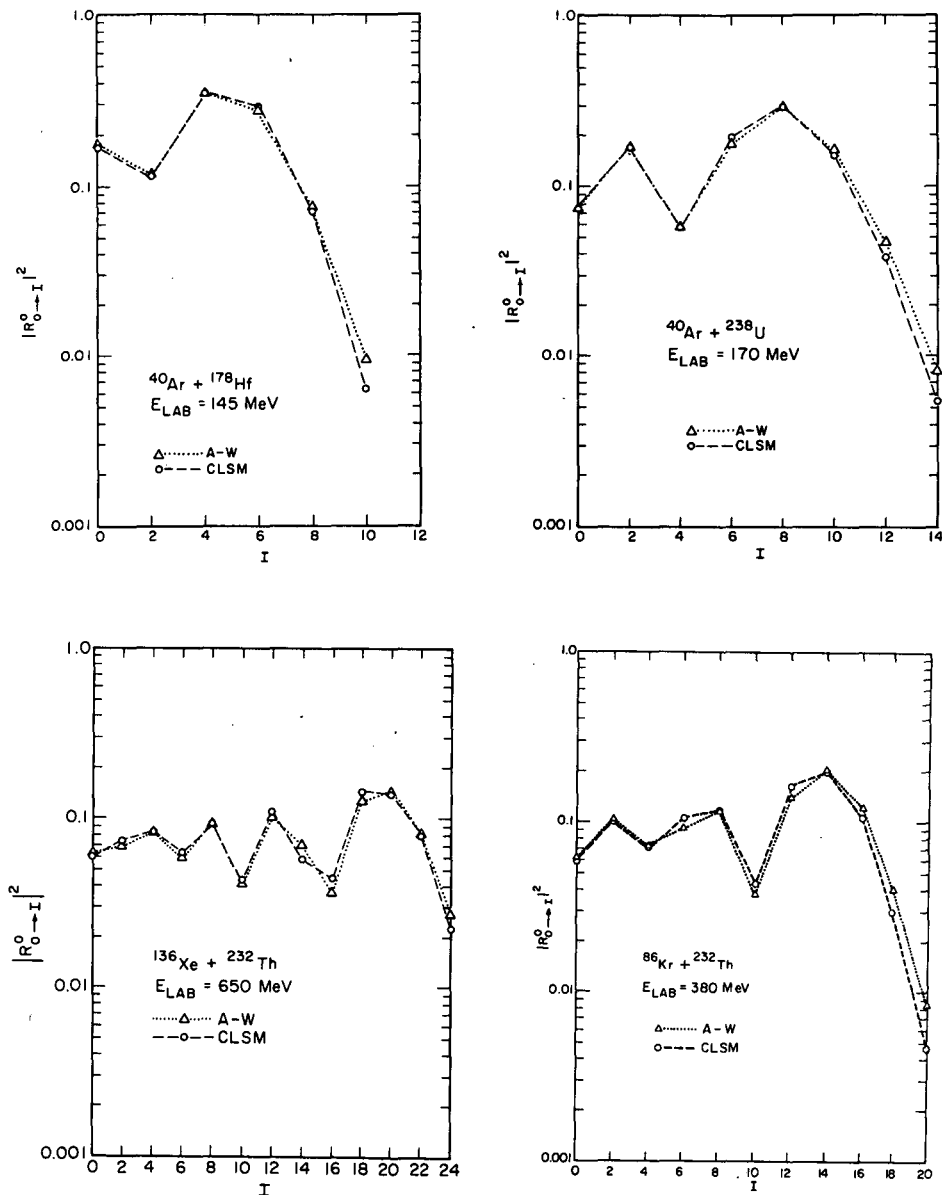 1.0
0.1
0.01
0.001
|R⁰₀→I|²
⁴⁰Ar + ¹⁷⁸Hf
E_LAB = 145 MeV
△······ A-W
○--- CLSM
0 2 4 6 8 10 12
I
1.0
0.1
0.01
0.001
|R⁰₀→I|²
⁴⁰Ar + ²³⁸U
E_LAB = 170 MeV
△······ A-W
○--- CLSM
0 2 4 6 8 10 12 14
I
1.0
0.1
0.01
0.001
|R⁰₀→I|²
¹³⁶Xe + ²³²Th
E_LAB = 650 MeV
······△······ A-W
--○--○-- CLSM
0 2 4 6 8 10 12 14 16 18 20 22 24
I
1.0
0.1
0.01
0.001
|R⁰₀→I|²
⁸⁶Kr + ²³²Th
E_LAB = 380 MeV
△······ A-W
○---- CLSM
0 2 4 6 8 10 12 14 16 18 20
I